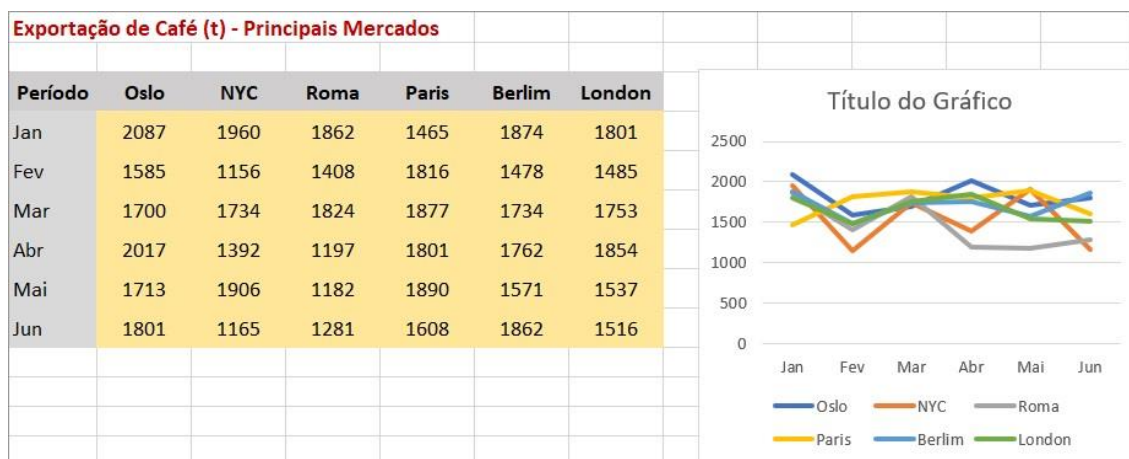 Exportação de Café (t) - Principais Mercados
Período Oslo NYC Roma Paris Berlim London
Jan 2087 1960 1862 1465 1874 1801
Fev 1585 1156 1408 1816 1478 1485
Mar 1700 1734 1824 1877 1734 1753
Abr 2017 1392 1197 1801 1762 1854
Mai 1713 1906 1182 1890 1571 1537
Jun 1801 1165 1281 1608 1862 1516
Título do Gráfico
2500
2000
1500
1000
500
0
Jan Fev Mar Abr Mai Jun
Oslo NYC Roma
Paris Berlim London